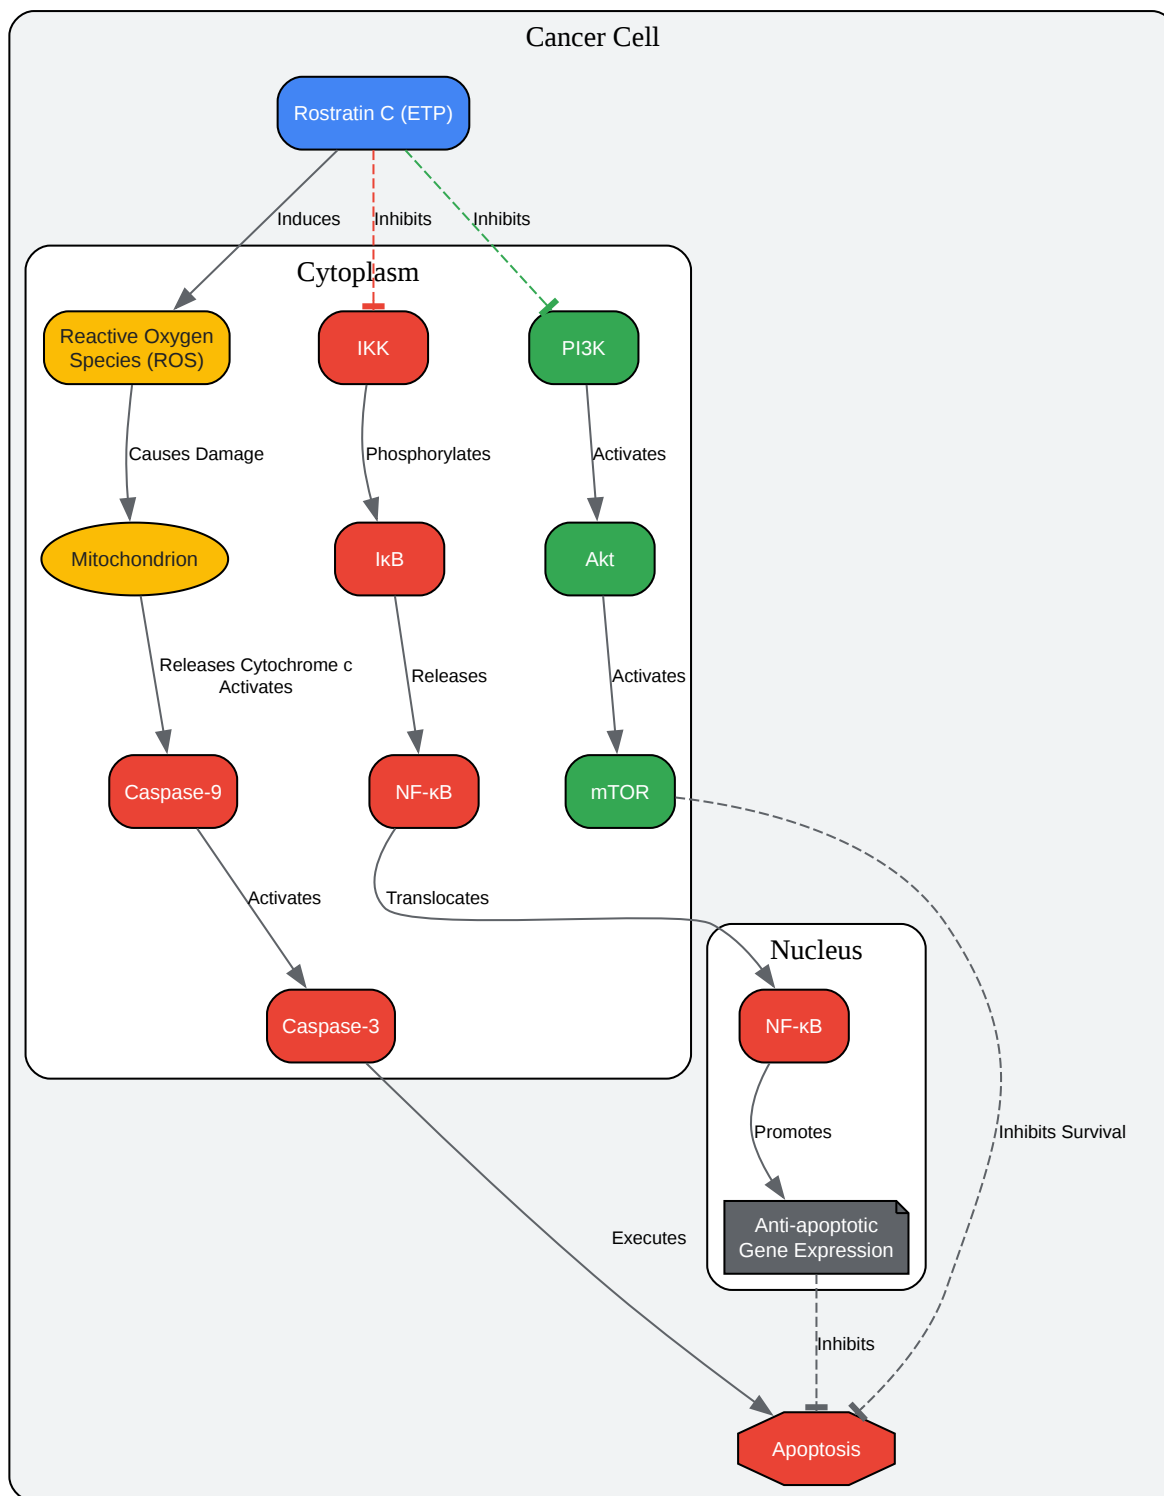 Cancer Cell
Rostratin C (ETP)
Induces
Inhibits
Inhibits
Cytoplasm
Reactive Oxygen
Species (ROS)
IKK
PI3K
Causes Damage
Phosphorylates
Activates
Mitochondrion
IκB
Akt
Releases Cytochrome c
Activates
Releases
Activates
Caspase-9
NF-κB
mTOR
Activates
Translocates
Nucleus
Caspase-3
NF-κB
Promotes
Inhibits Survival
Anti-apoptotic
Gene Expression
Executes
Inhibits
Apoptosis